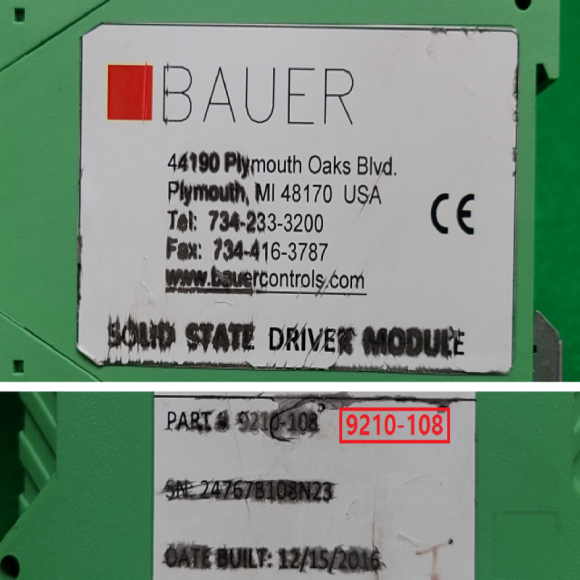 BAUER
44190 Plymouth Oaks Blvd.
Plymouth, MI 48170 USA
Tel: 734-233-3200
Fax: 734-416-3787
www.bauercontrols.com
CE
SOLID STATE DRIVER MODULE
PART # 9210-108 9210-108
SN: 24767B108N23
DATE BUILT: 12/15/2016